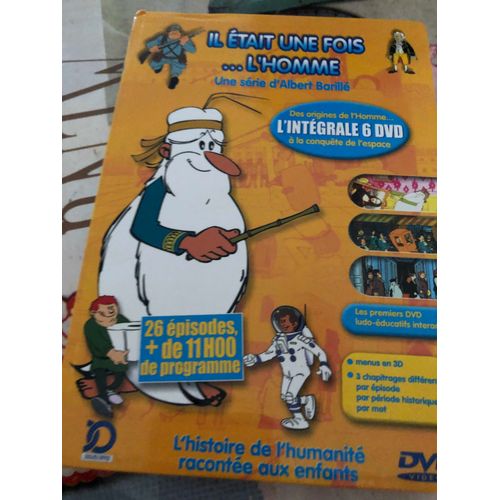 IL ÉTAIT UNE FOIS
...L'HOMME
Une série d'Albert Barillé
Des origines de l'Homme...
L'INTÉGRALE 6 DVD
à la conquête de l'espace
26 épisodes,
+ de 11H00
de programme
Les premiers DVD
ludo-éducatifs
• menus en 3D
• 3 chapitrages
par épisode
par période
par mot
L'histoire de l'humanité
racontée aux enfants
DVD
VIDEO